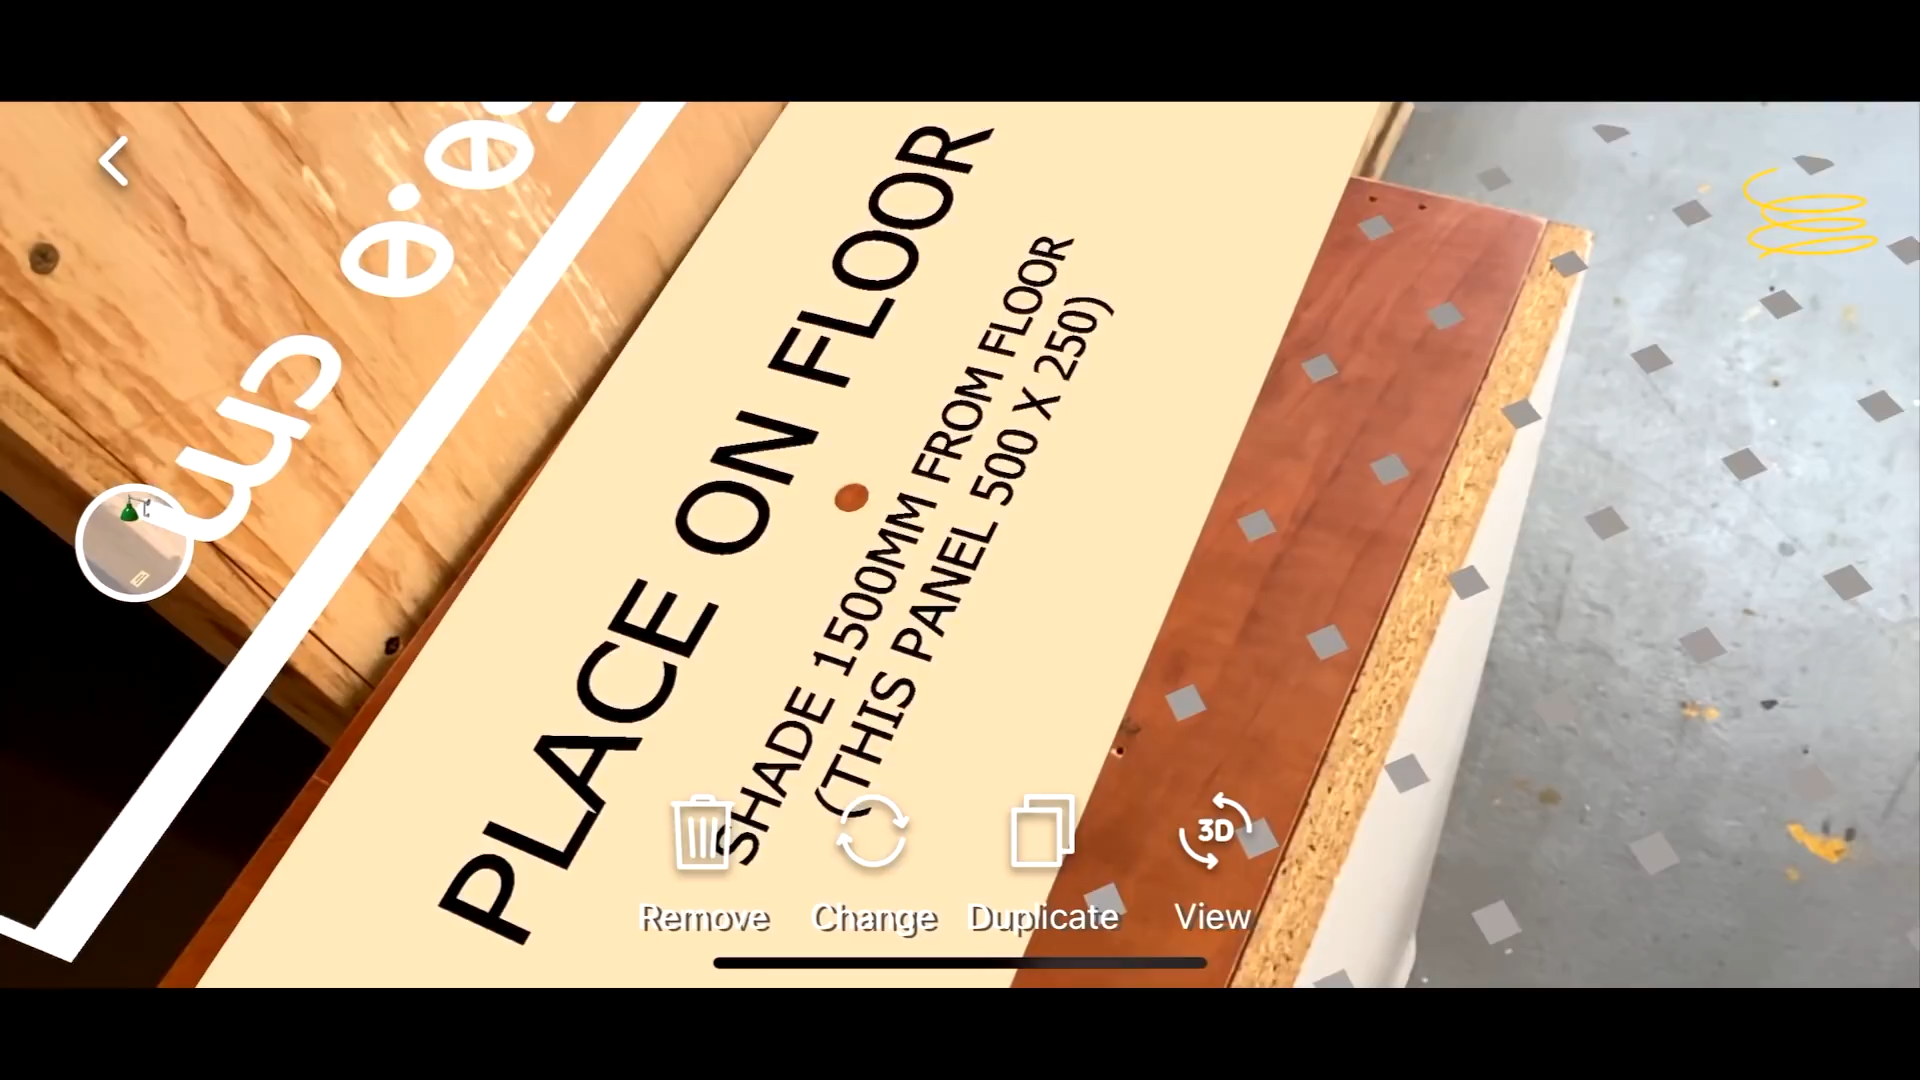 PLACE ON FLOOR
SHADE 1500MM FROM FLOOR
(THIS PANEL 500 X 250)
cm
Remove
Change
Duplicate
3D
View